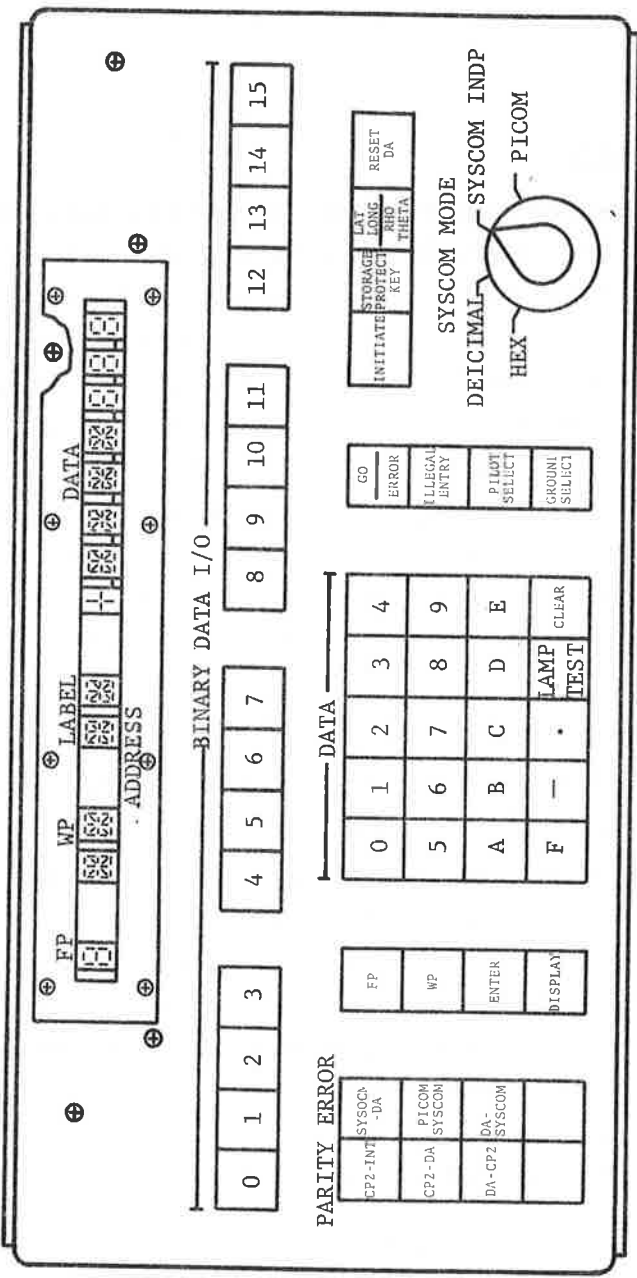 FP WP LABEL DATA
ADDRESS
BINARY DATA I/O
0 1 2 3 4 5 6 7 8 9 10 11 12 13 14 15
PARITY ERROR
CP2-INT SYSOCN-DA
CP2-DA PICOM SYSCOM
DA-CP2 DA-SYSCOM
FP
WP
ENTER
DISPLAY
DATA
0 1 2 3 4
5 6 7 8 9
A B C D E
F — . LAMP TEST CLEAR
GO ERROR
ILLEGAL ENTRY
PILOT SELECT
GROUND SELECT
INITIATE STORAGE PROTECT KEY LAT LONG RHO THETA RESET DA
SYSCOM MODE
DEICIMAL SYSCOM INDP
HEX PICOM